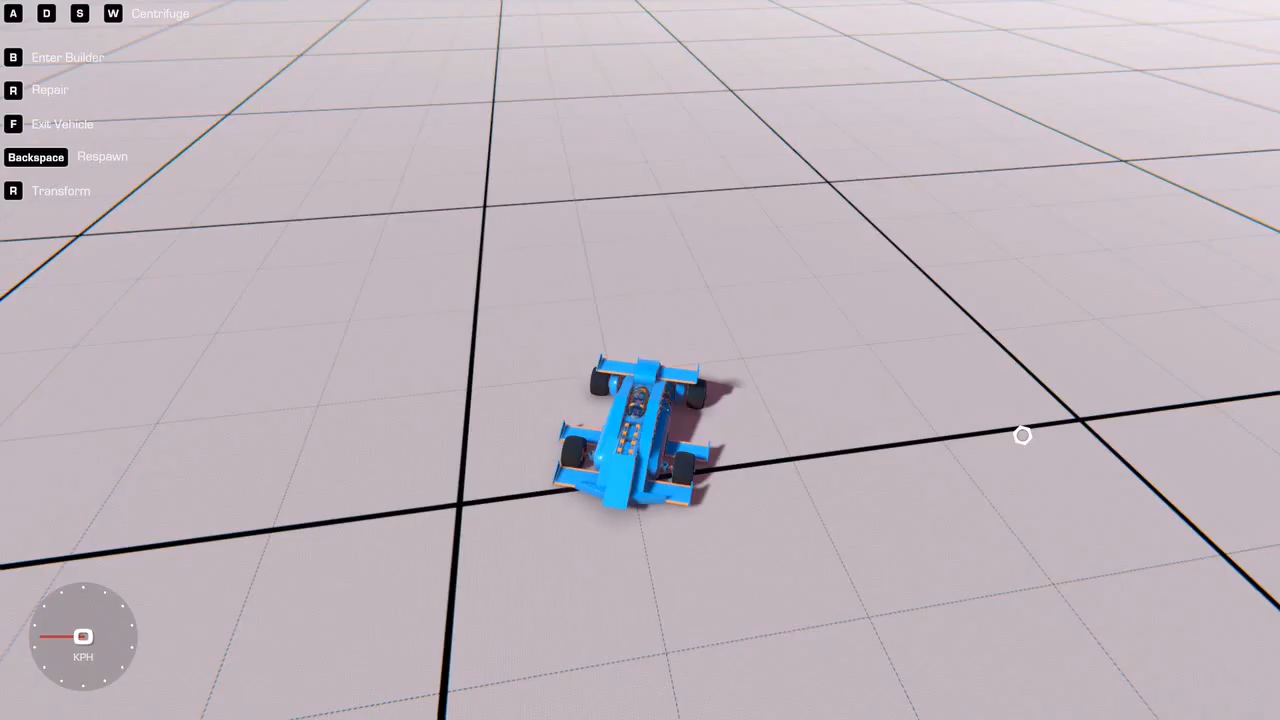 A D S W Centrifuge
B Enter Builder
R Repair
F Exit Vehicle
Backspace Respawn
R Transform
0
KPH